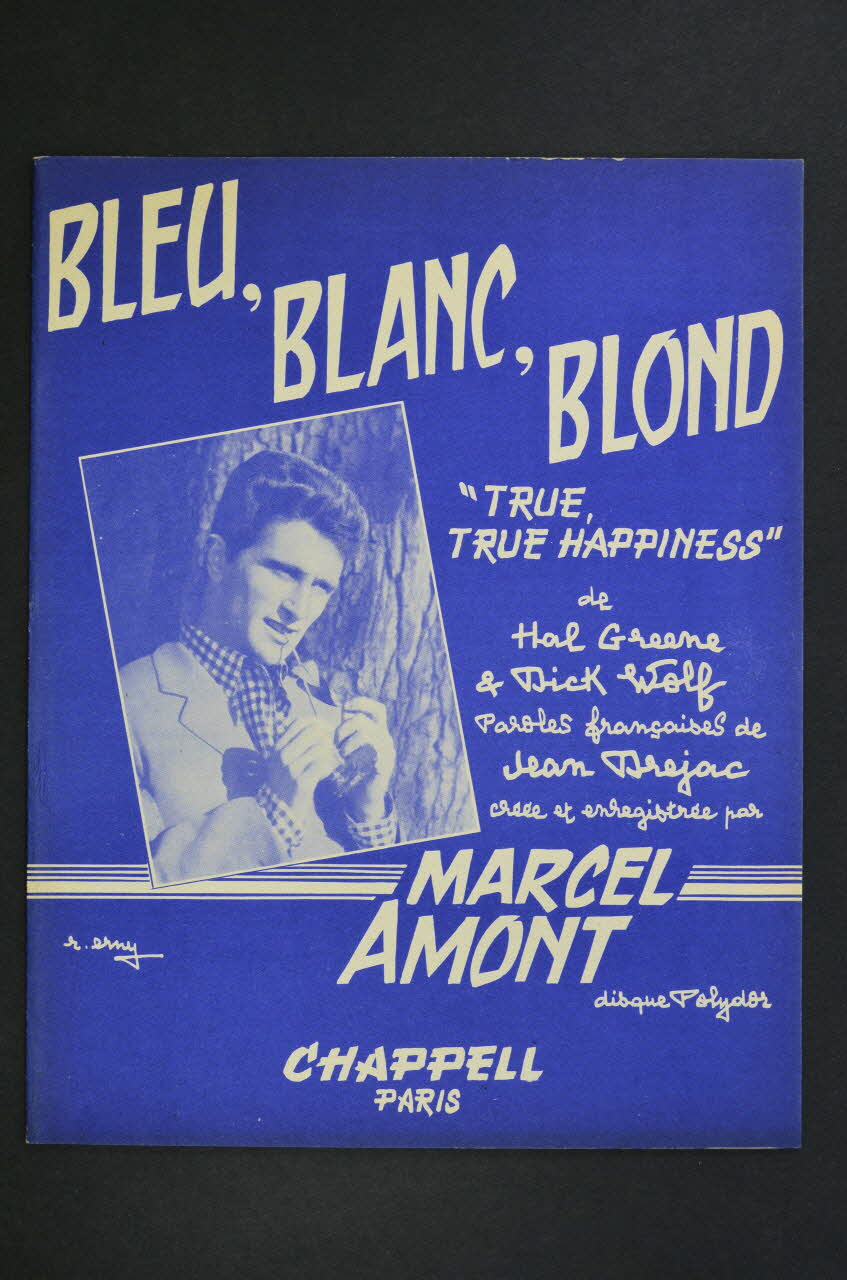 BLEU,
BLANC,
BLOND
"TRUE,
TRUE HAPPINESS"
de
Hal Greene
& Dick Wolf
Paroles françaises de
Jean Drejac
créée et enregistrée par
MARCEL
AMONT
r. erny
disque Polydor
CHAPPELL
PARIS